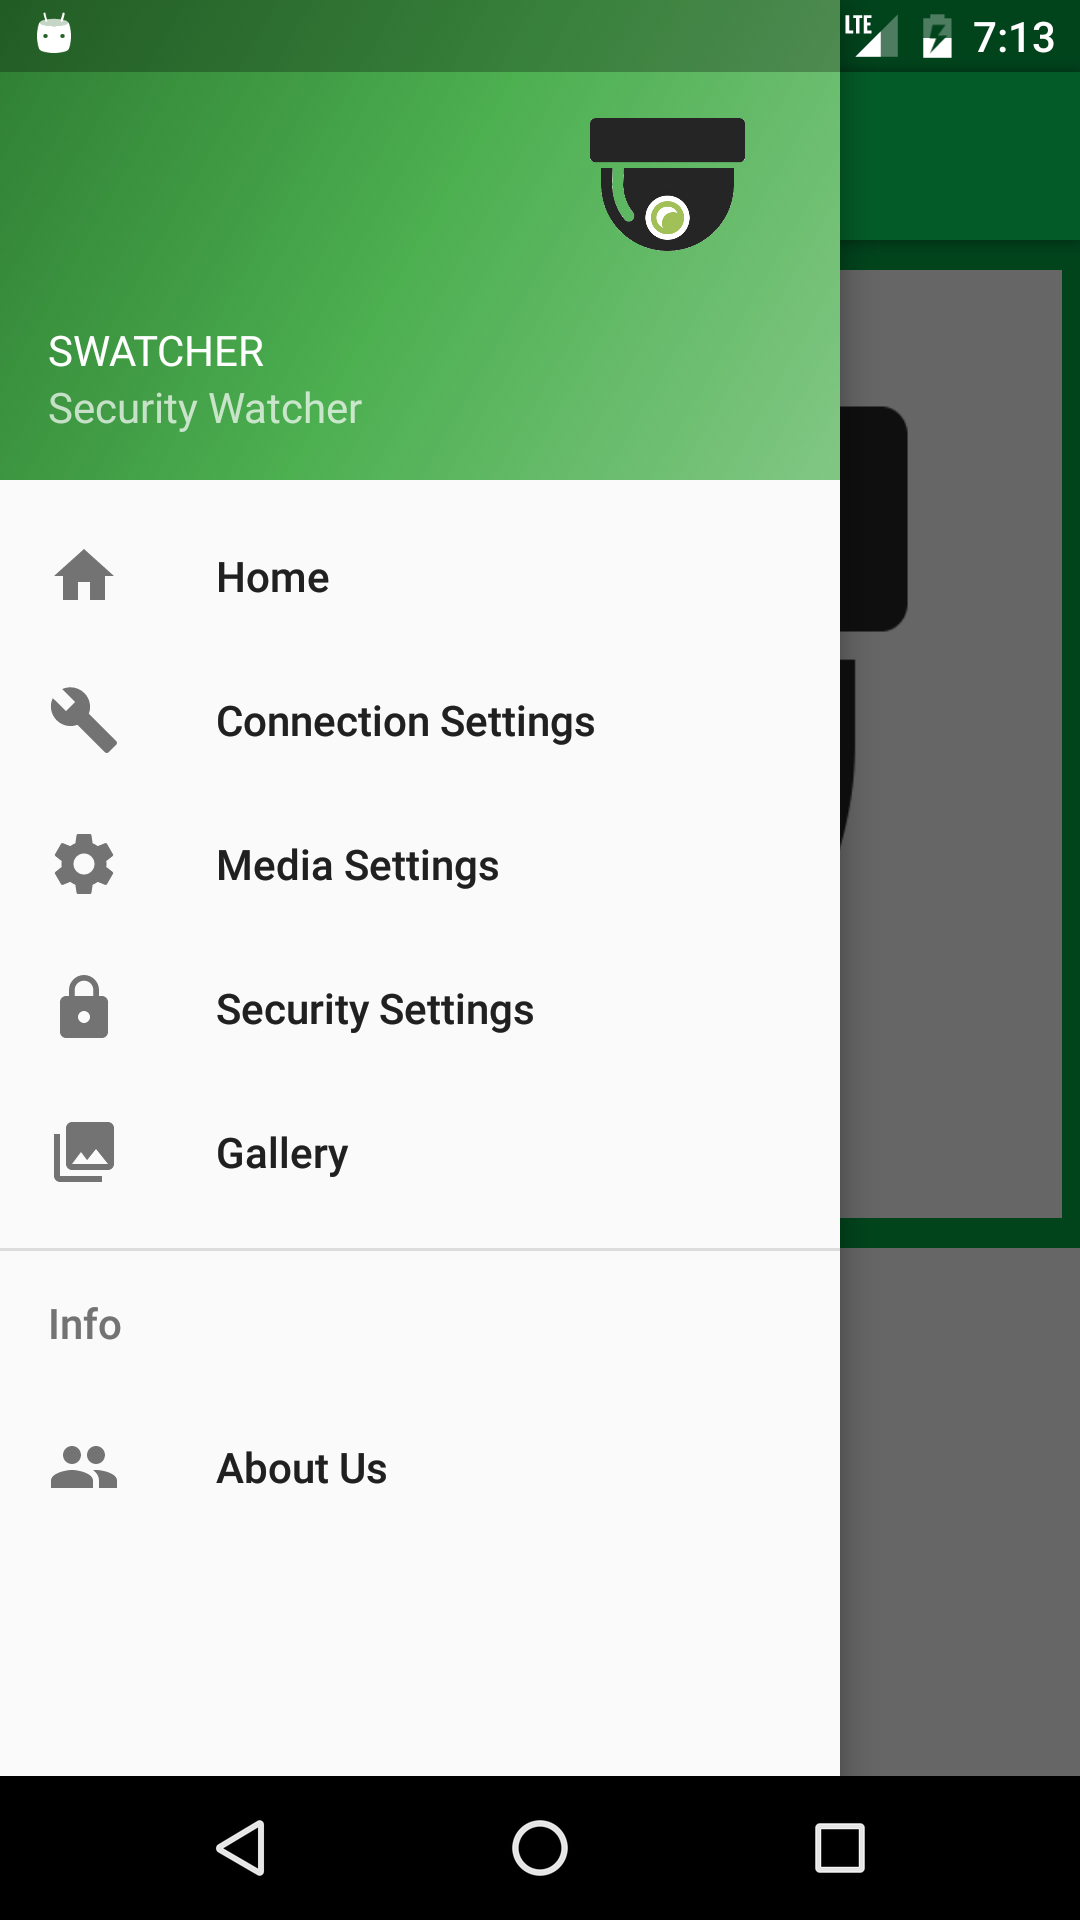 LTE 7:13
SWATCHER
Security Watcher
Home
Connection Settings
Media Settings
Security Settings
Gallery
Info
About Us